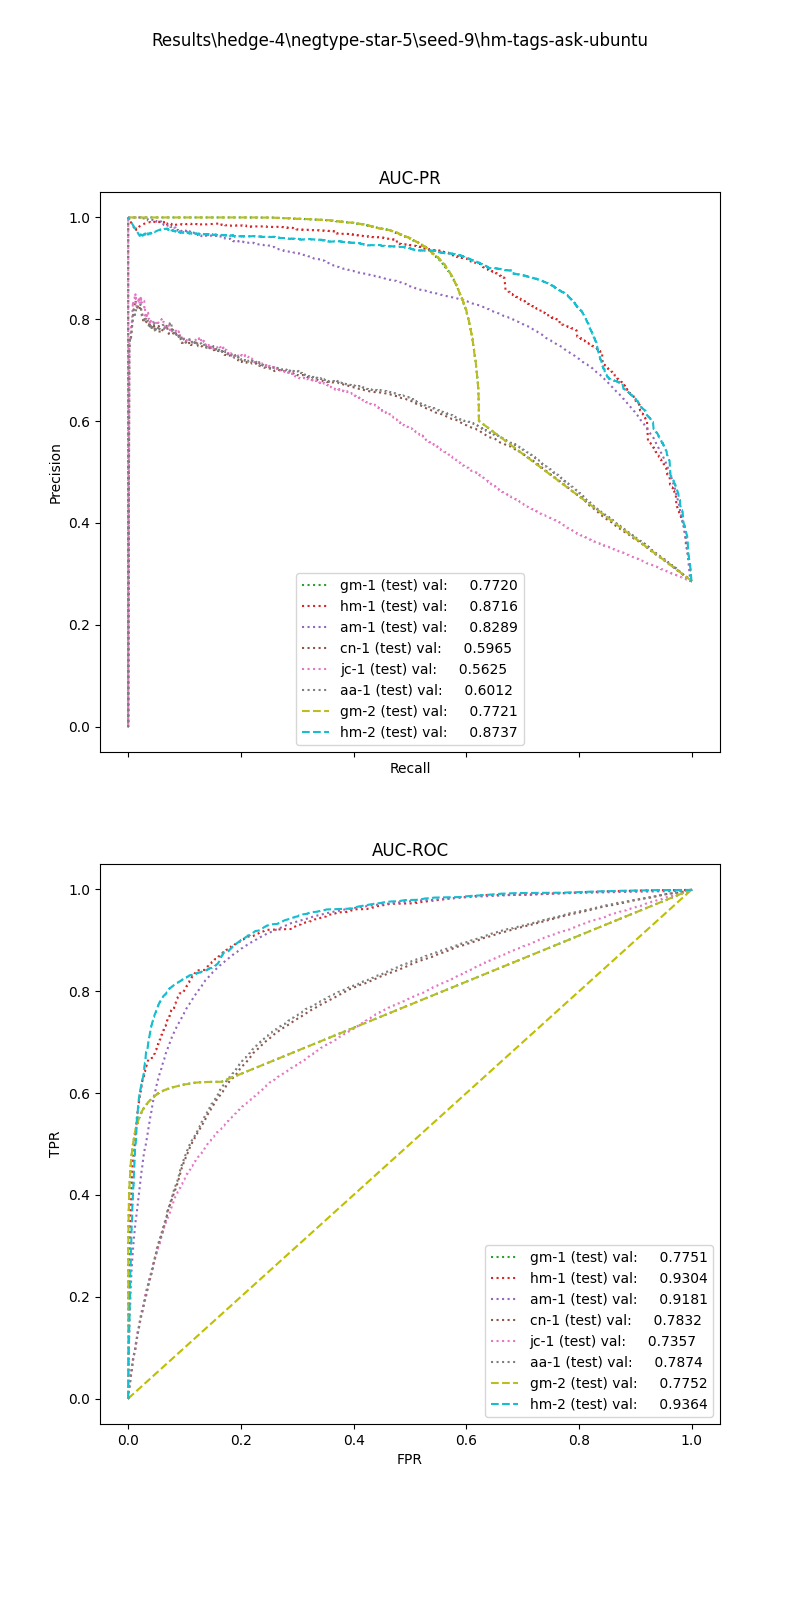 Results\hedge-4\negtype-star-5\seed-9\hm-tags-ask-ubuntu
AUC-PR
1.0
0.8
0.6
0.4
0.2
0.0
Precision
gm-1 (test) val: 0.7720
hm-1 (test) val: 0.8716
am-1 (test) val: 0.8289
cn-1 (test) val: 0.5965
jc-1 (test) val: 0.5625
aa-1 (test) val: 0.6012
gm-2 (test) val: 0.7721
hm-2 (test) val: 0.8737
Recall
AUC-ROC
1.0
0.8
0.6
0.4
0.2
0.0
TPR
gm-1 (test) val: 0.7751
hm-1 (test) val: 0.9304
am-1 (test) val: 0.9181
cn-1 (test) val: 0.7832
jc-1 (test) val: 0.7357
aa-1 (test) val: 0.7874
gm-2 (test) val: 0.7752
hm-2 (test) val: 0.9364
0.0 0.2 0.4 0.6 0.8 1.0
FPR